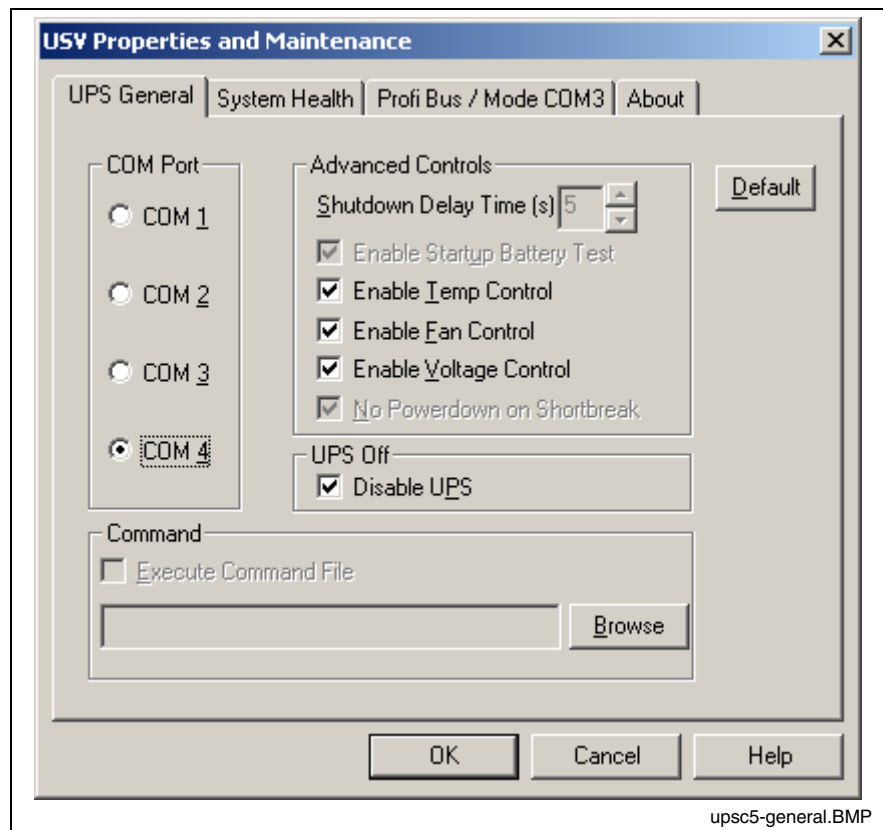 USV Properties and Maintenance
UPS General
System Health
Profi Bus / Mode COM3
About
COM Port
COM 1
COM 2
COM 3
COM 4
Advanced Controls
Shutdown Delay Time (s) 5
Enable Startup Battery Test
Enable Temp Control
Enable Fan Control
Enable Voltage Control
No Powerdown on Shortbreak
Default
UPS Off
Disable UPS
Command
Execute Command File
Browse
OK
Cancel
Help
upsc5-general.BMP